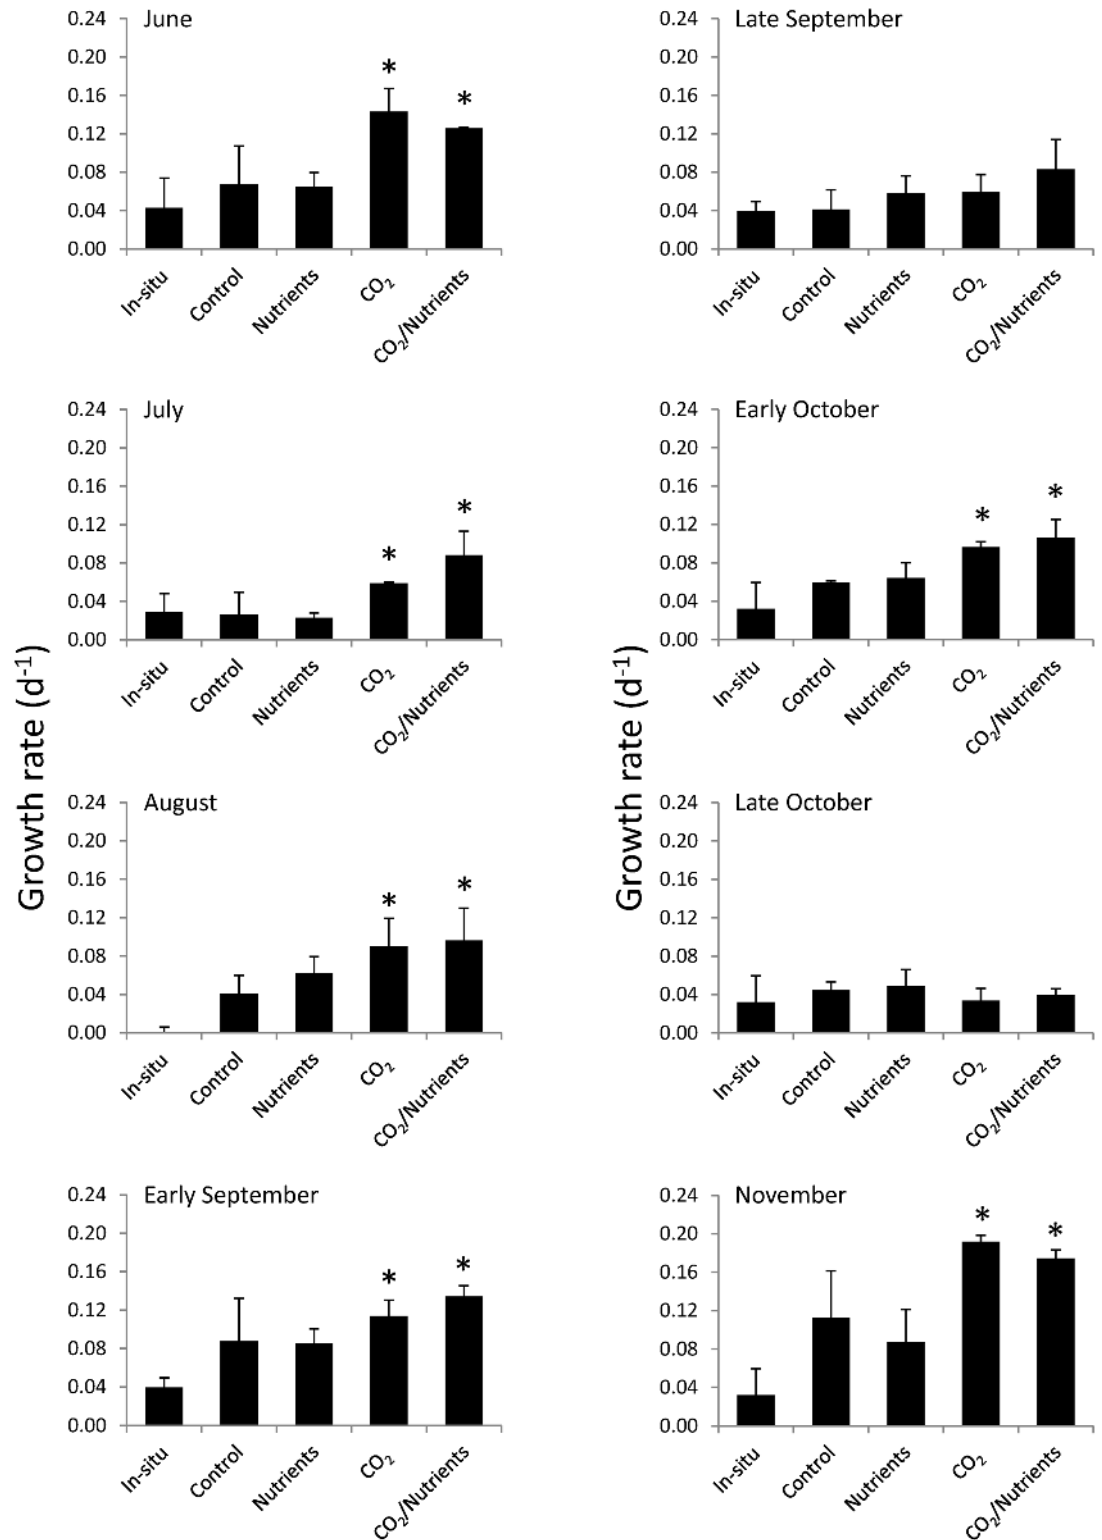 June
0.24
0.20
0.16
0.12
0.08
0.04
0.00
*
*
In-situ
Control
Nutrients
CO₂
CO₂/Nutrients
July
0.24
0.20
0.16
0.12
0.08
0.04
0.00
*
*
In-situ
Control
Nutrients
CO₂
CO₂/Nutrients
August
0.24
0.20
0.16
0.12
0.08
0.04
0.00
*
*
In-situ
Control
Nutrients
CO₂
CO₂/Nutrients
Early September
0.24
0.20
0.16
0.12
0.08
0.04
0.00
*
*
In-situ
Control
Nutrients
CO₂
CO₂/Nutrients
Growth rate (d⁻¹)
Late September
0.24
0.20
0.16
0.12
0.08
0.04
0.00
In-situ
Control
Nutrients
CO₂
CO₂/Nutrients
Early October
0.24
0.20
0.16
0.12
0.08
0.04
0.00
*
*
In-situ
Control
Nutrients
CO₂
CO₂/Nutrients
Late October
0.24
0.20
0.16
0.12
0.08
0.04
0.00
In-situ
Control
Nutrients
CO₂
CO₂/Nutrients
November
0.24
0.20
0.16
0.12
0.08
0.04
0.00
*
*
In-situ
Control
Nutrients
CO₂
CO₂/Nutrients
Growth rate (d⁻¹)